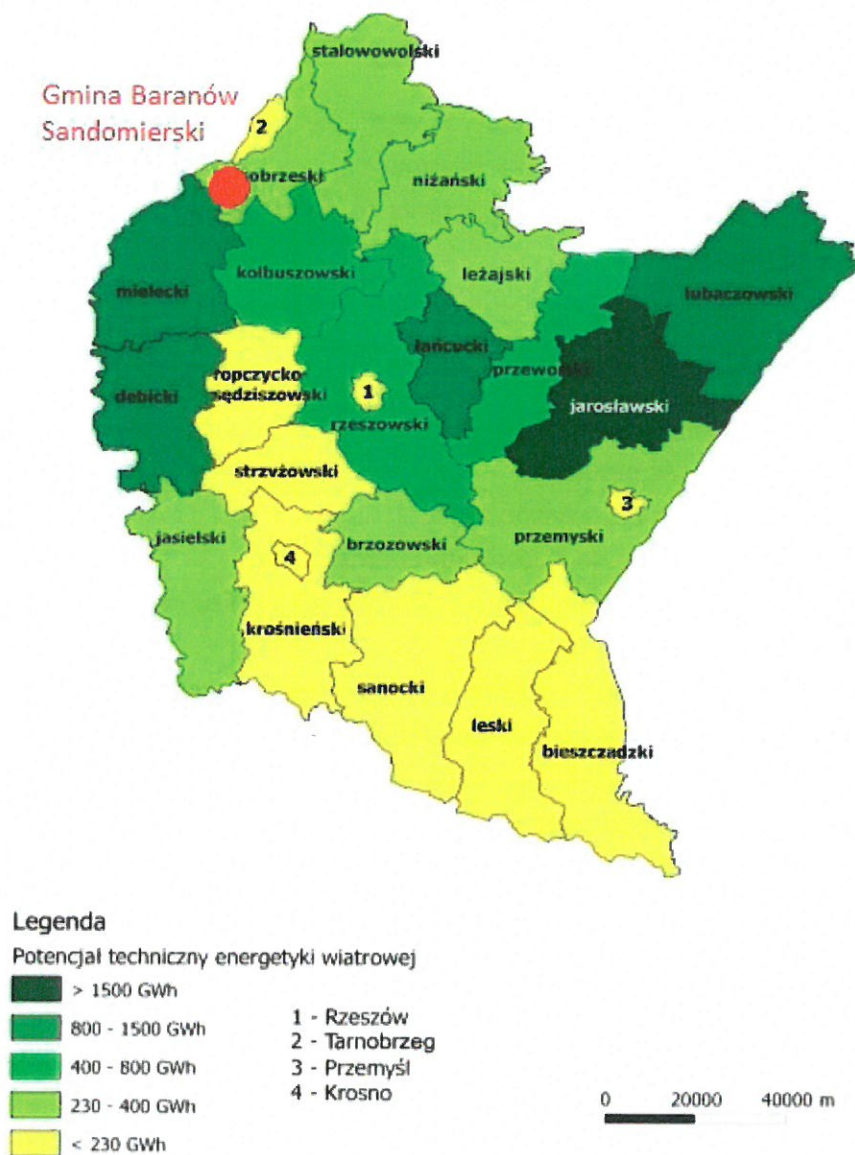 stalowowolski
Gmina Baranów
Sandomierski
2
obrzeski
niżański
kolbuszowski
leżajski
mielecki
lubaczowski
łańcucki
ropczycko-
sędziszowski
przewors
dębicki
1
jarosławski
rzeszowski
strzyżowski
3
jasielski
brzozowski
przemyski
4
krośnieński
sanocki
leski
bieszczadzki
Legenda
Potencjał techniczny energetyki wiatrowej
> 1500 GWh
800 - 1500 GWh
400 - 800 GWh
230 - 400 GWh
< 230 GWh
1 - Rzeszów
2 - Tarnobrzeg
3 - Przemyśl
4 - Krosno
0 20000 40000 m